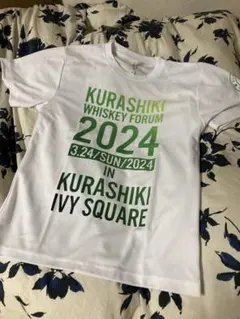 KURASHIKI
WHISKEY FORUM
2024
3.24/SUN/2024
IN
KURASHIKI
IVY SQUARE